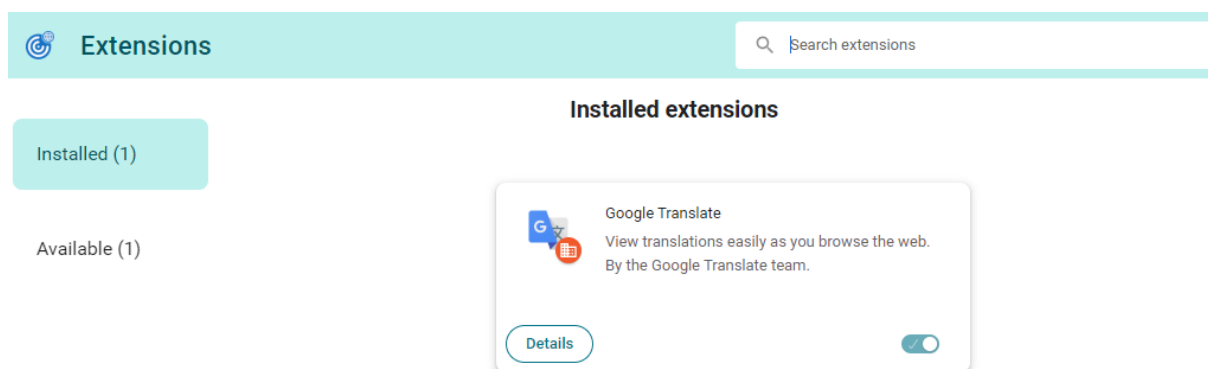 Extensions
Search extensions
Installed extensions
Installed (1)
Available (1)
Google Translate
View translations easily as you browse the web.
By the Google Translate team.
Details